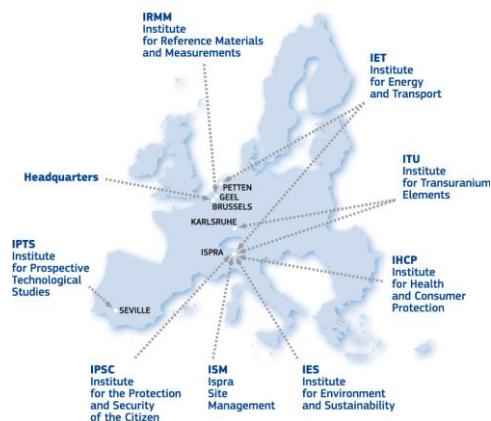 IRMM
Institute
for Reference Materials
and Measurements
IET
Institute
for Energy
and Transport
ITU
Institute
for Transuranium
Elements
Headquarters
PETTEN
GEEL
BRUSSELS
KARLSRUHE
ISPRA
IPTS
Institute
for Prospective
Technological
Studies
SEVILLE
IHCP
Institute
for Health
and Consumer
Protection
IPSC
Institute
for the Protection
and Security
of the Citizen
ISM
Ispra
Site
Management
IES
Institute
for Environment
and Sustainability